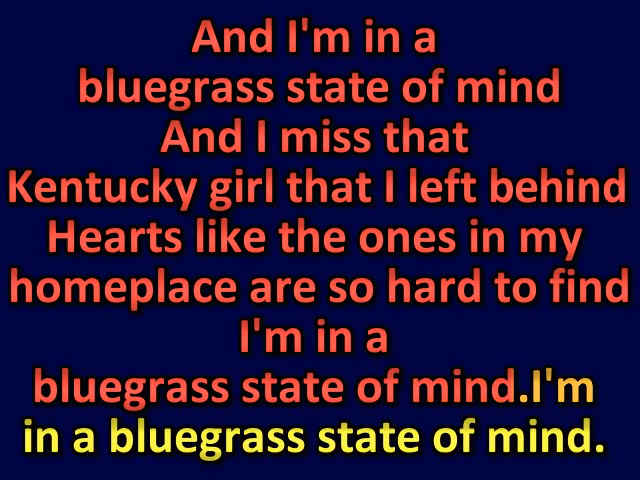 And I'm in a
bluegrass state of mind
And I miss that
Kentucky girl that I left behind
Hearts like the ones in my
homeplace are so hard to find
I'm in a
bluegrass state of mind.I'm
in a bluegrass state of mind.